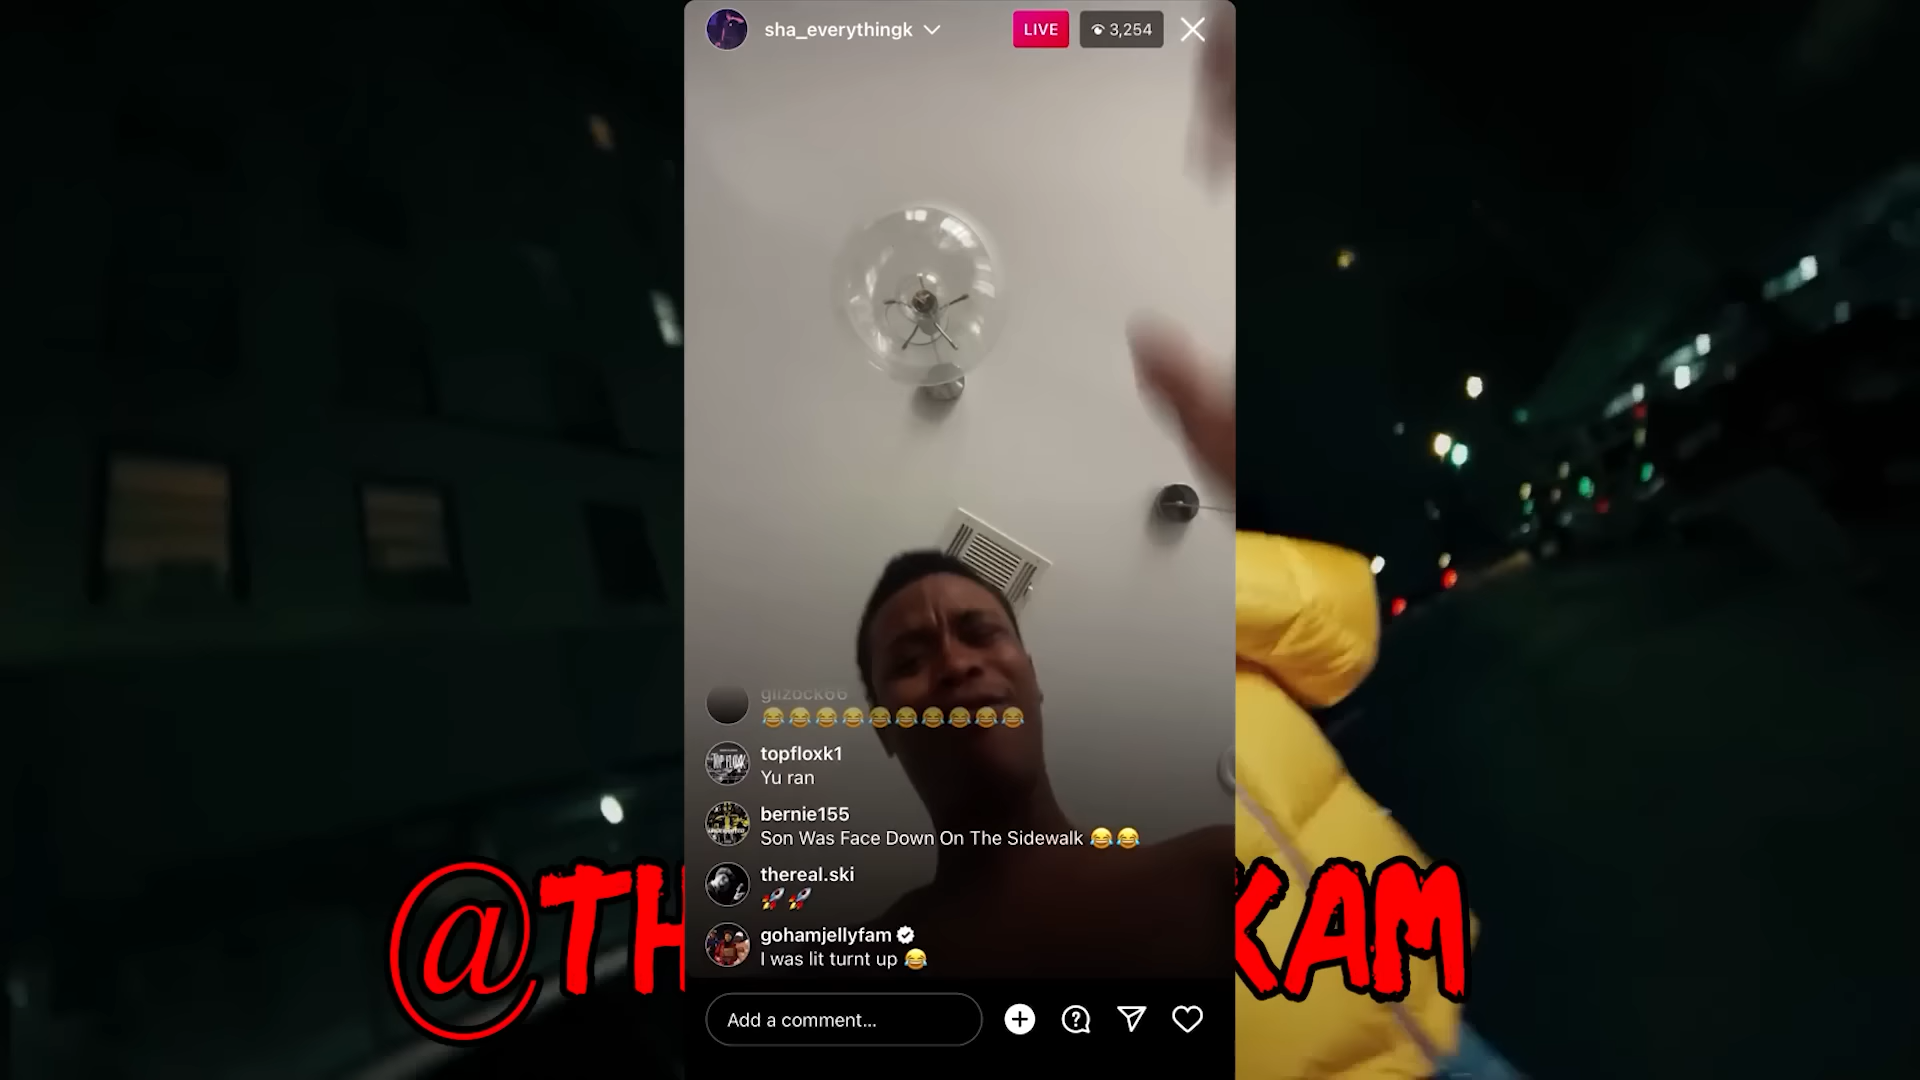 sha_everythingk
LIVE
3,254
glizock66
😂😂😂😂😂😂😂😂😂😂
topfloxk1
Yu ran
bernie155
Son Was Face Down On The Sidewalk 😂😂
thereal.ski
🚀🚀
gohamjellyfam
I was lit turnt up 😂
@TH
KAM
Add a comment...